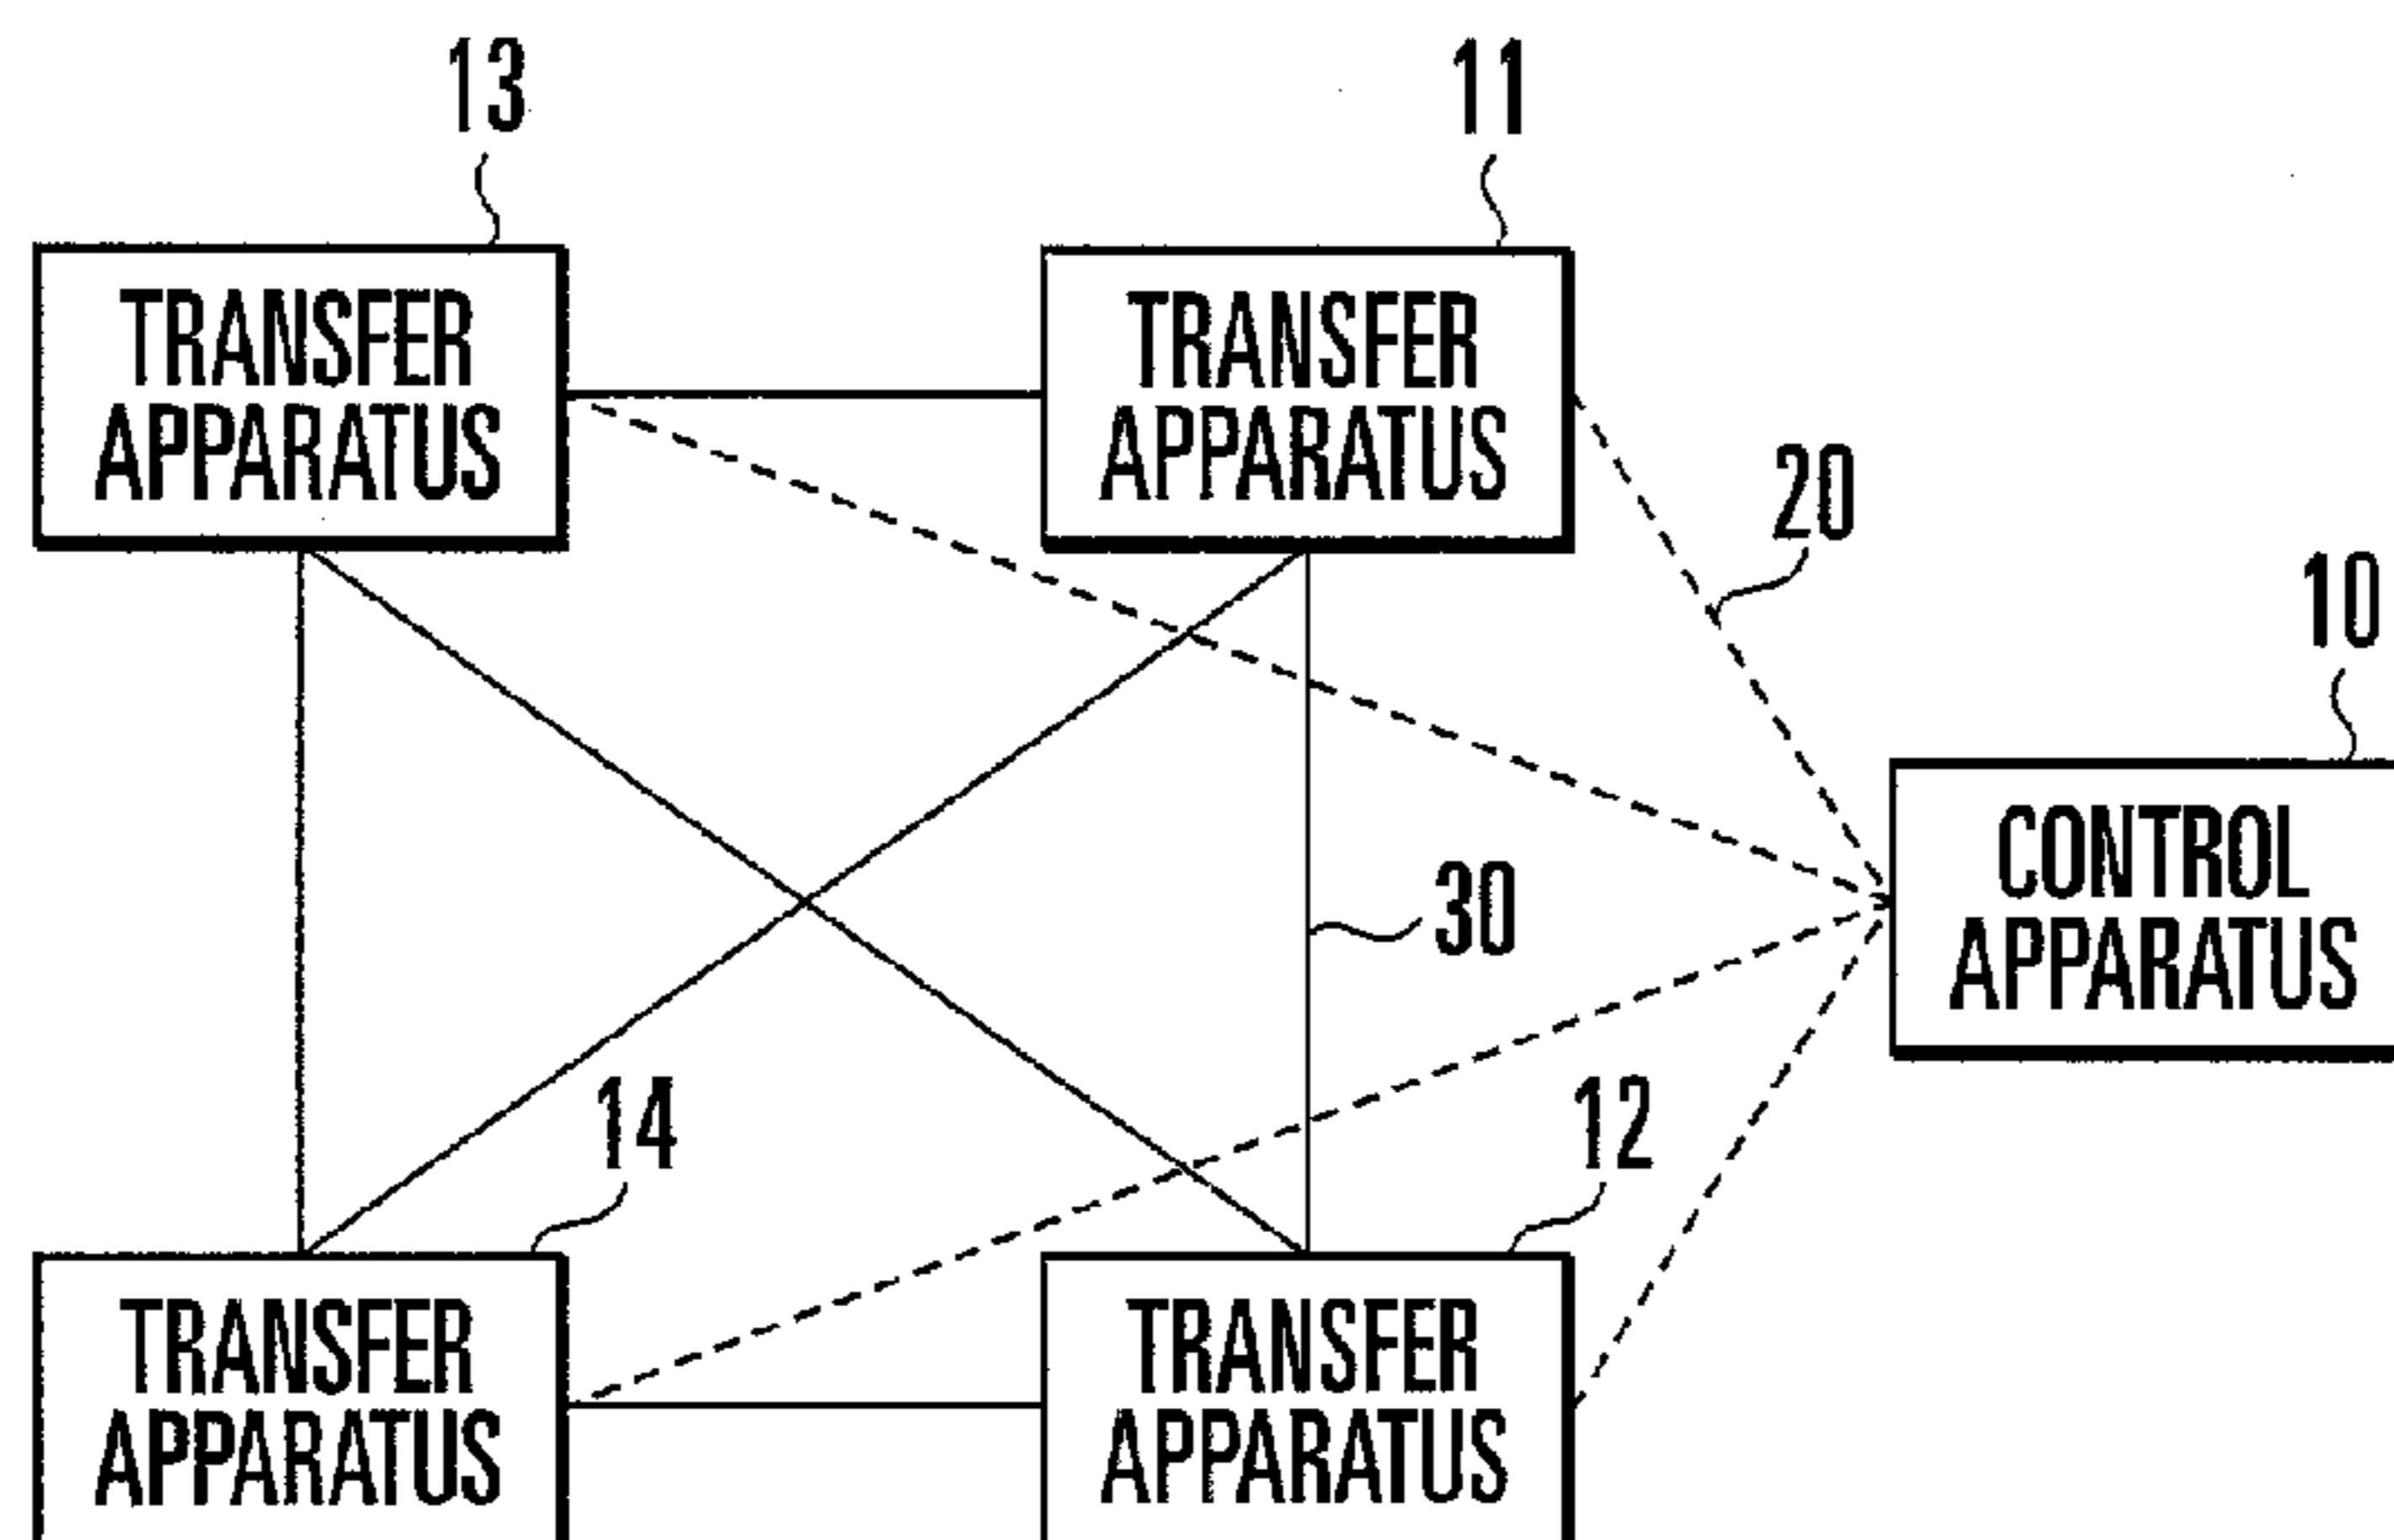 13
11
TRANSFER
APPARATUS
TRANSFER
APPARATUS
20
10
CONTROL
APPARATUS
30
14
12
TRANSFER
APPARATUS
TRANSFER
APPARATUS